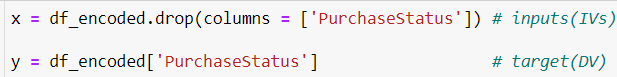 x = df_encoded.drop(columns = ['PurchaseStatus']) # inputs(IVs)
y = df_encoded['PurchaseStatus'] # target(DV)